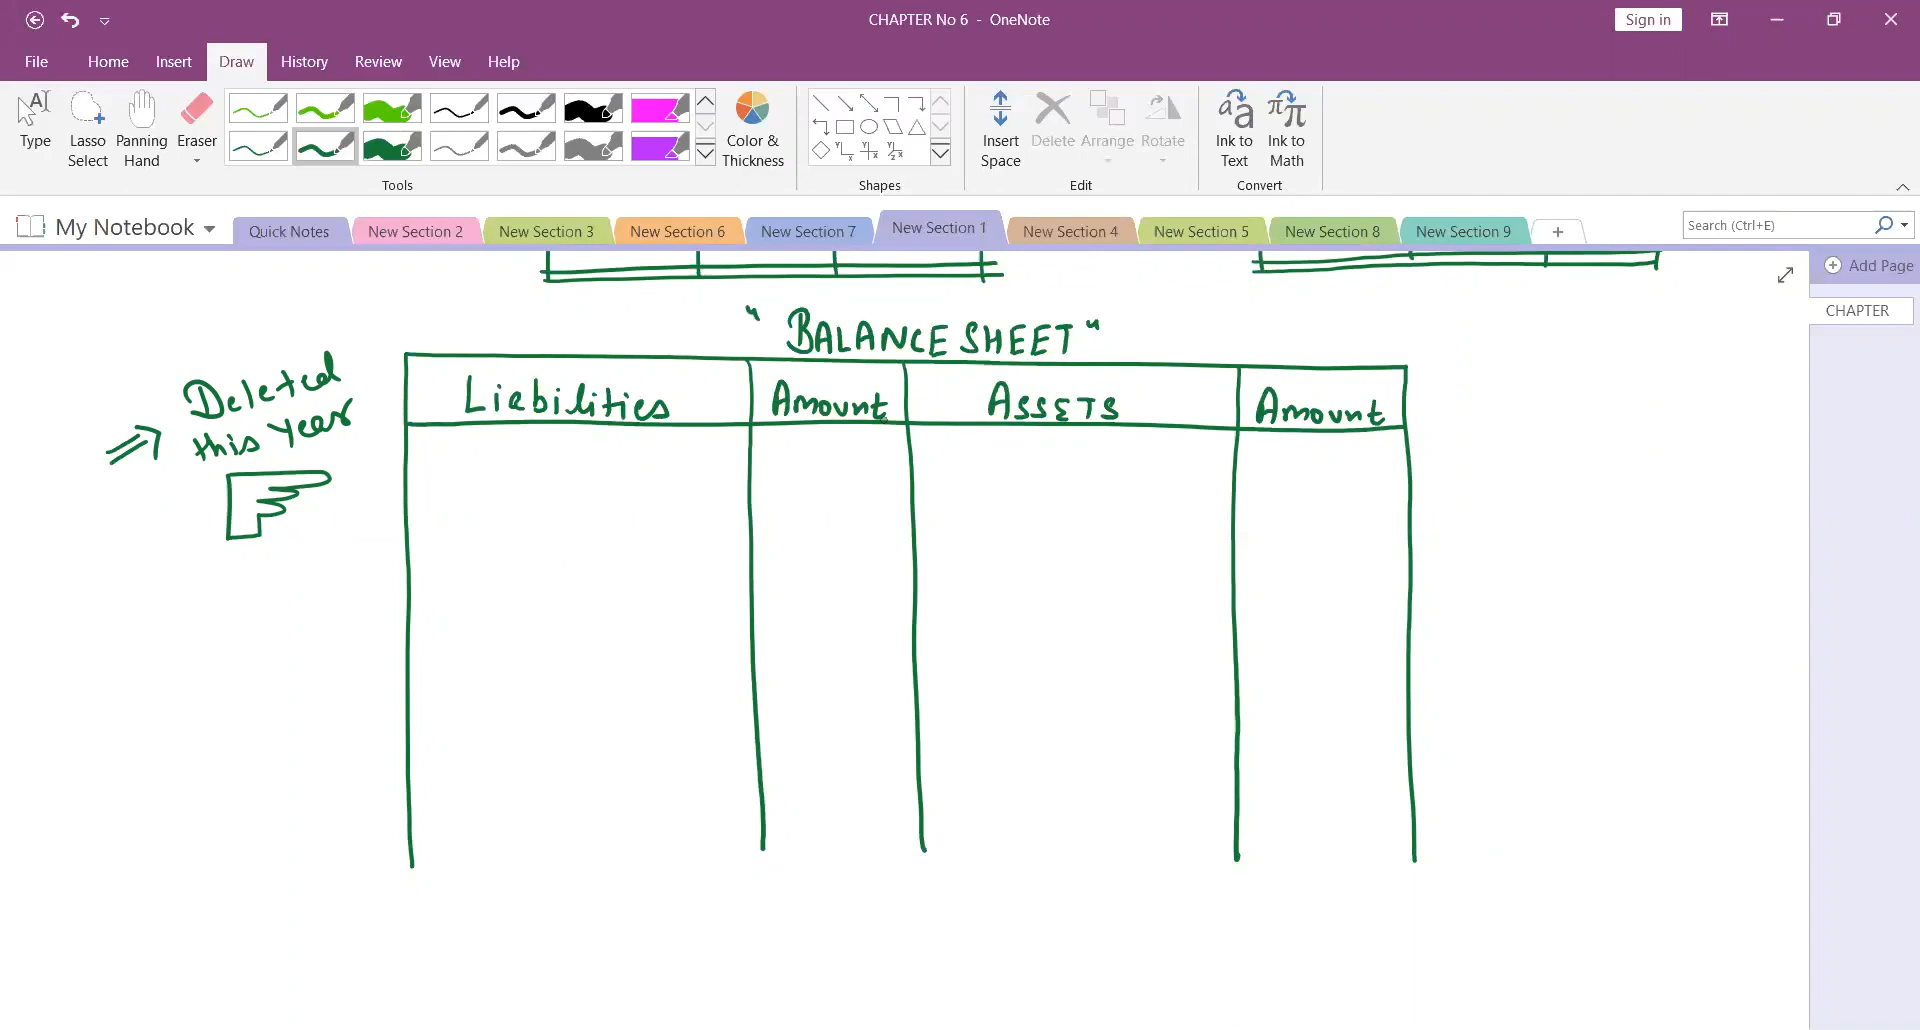 CHAPTER No 6 - OneNote
Sign in
File Home Insert Draw History Review View Help
Type
Lasso Select
Panning Hand
Eraser
Color & Thickness
Insert Space
Delete
Arrange
Rotate
Ink to Text
Ink to Math
Tools
Shapes
Edit
Convert
My Notebook
Quick Notes
New Section 2
New Section 3
New Section 6
New Section 7
New Section 1
New Section 4
New Section 5
New Section 8
New Section 9
Search (Ctrl+E)
Add Page
CHAPTER
"BALANCE SHEET"
Deleted
this Year
Liebilities Amount ASSETS Amount